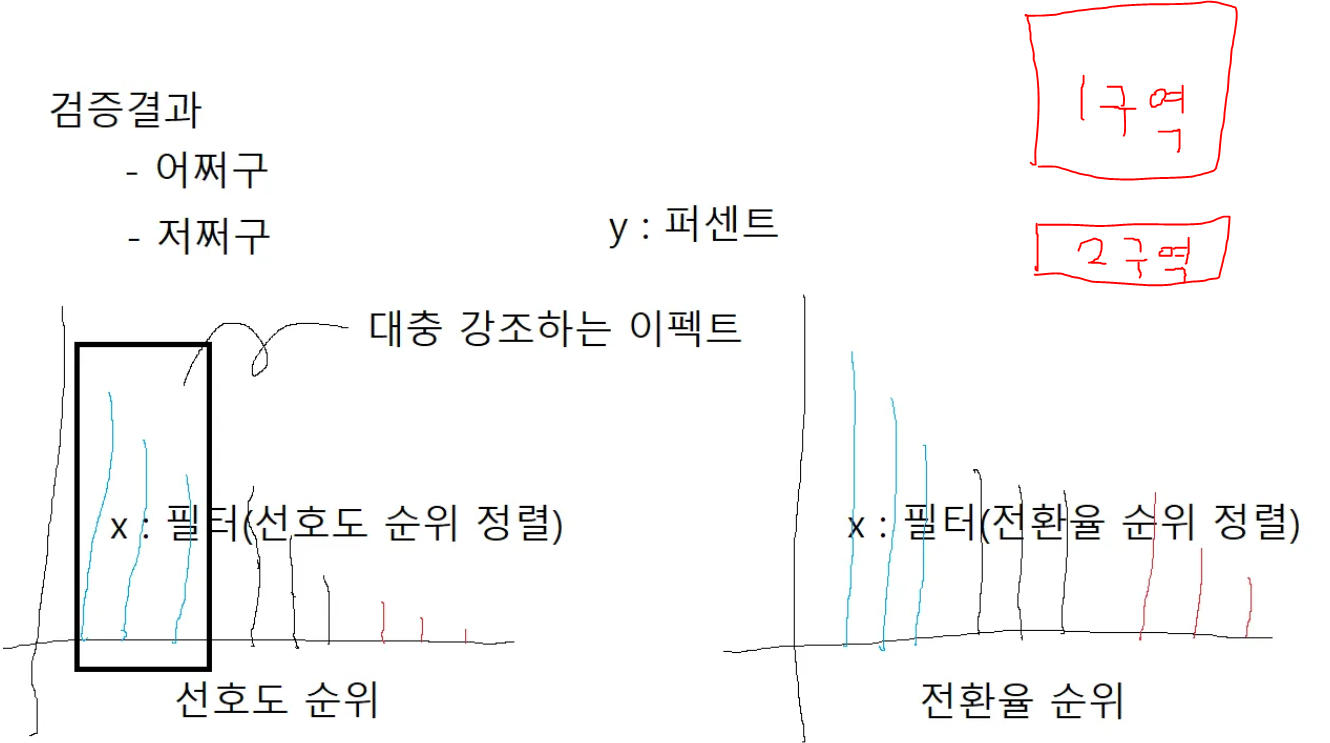 검증결과
- 어쩌구
- 저쩌구
1구역
2구역
y : 퍼센트
대충 강조하는 이펙트
x : 필터(선호도 순위 정렬)
x : 필터(전환율 순위 정렬)
선호도 순위
전환율 순위